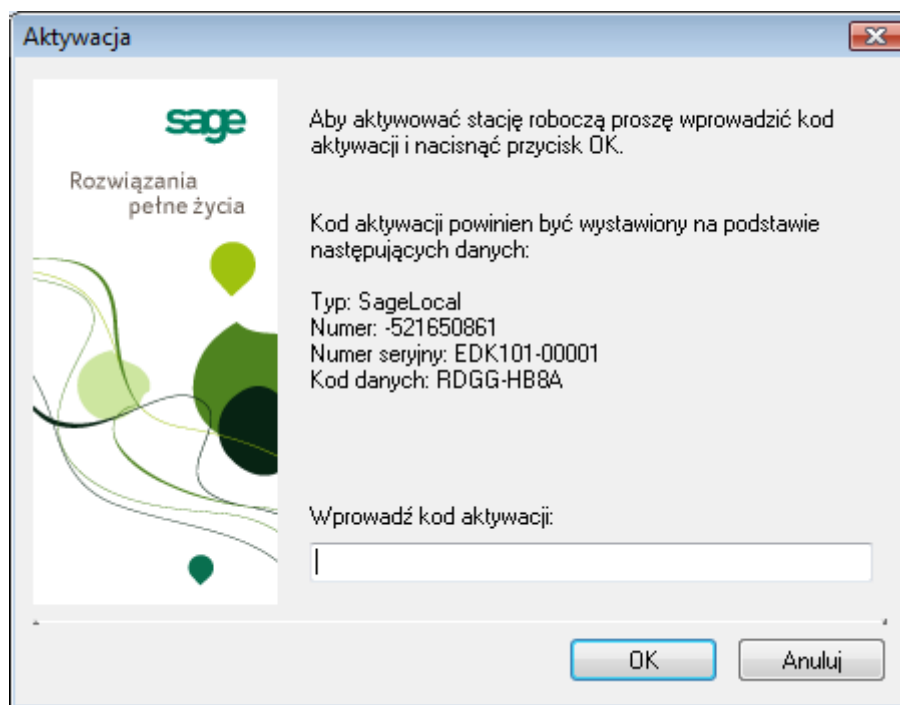 Aktywacja
sage
Rozwiązania
pełne życia
Aby aktywować stację roboczą proszę wprowadzić kod
aktywacji i nacisnąć przycisk OK.
Kod aktywacji powinien być wystawiony na podstawie
następujących danych:
Typ: SageLocal
Numer: -521650861
Numer seryjny: EDK101-00001
Kod danych: RDGG-HB8A
Wprowadź kod aktywacji:
OK
Anuluj